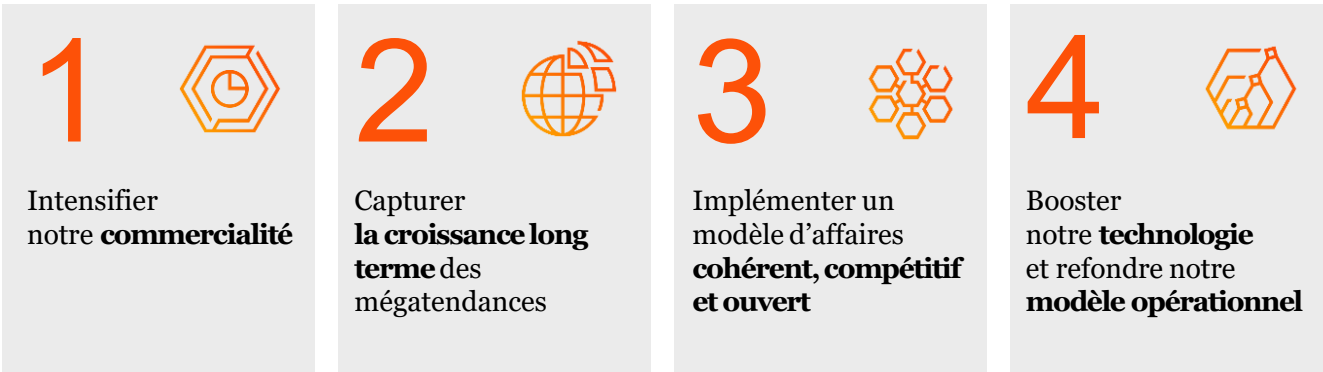 1
Intensifier
notre commercialité
2
Capturer
la croissance long
terme des
mégatendances
3
Implémenter un
modèle d’affaires
cohérent, compétitif
et ouvert
4
Booster
notre technologie
et refondre notre
modèle opérationnel